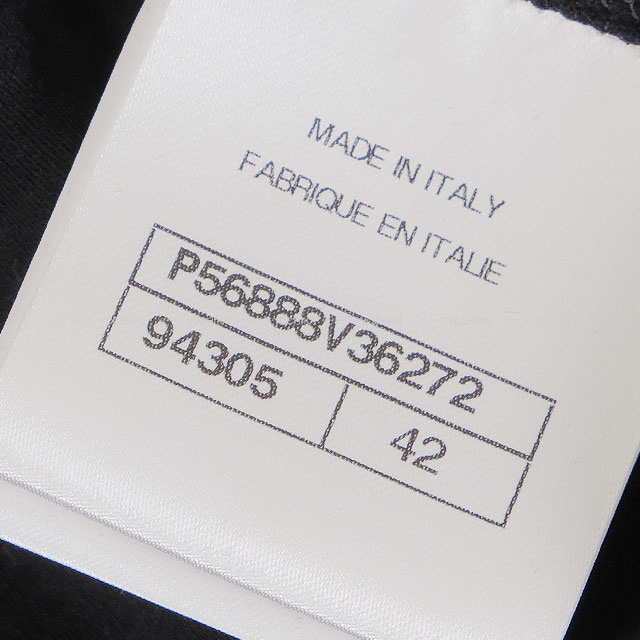 MADE IN ITALY
FABRIQUE EN ITALIE
P56888V36272
94305 42